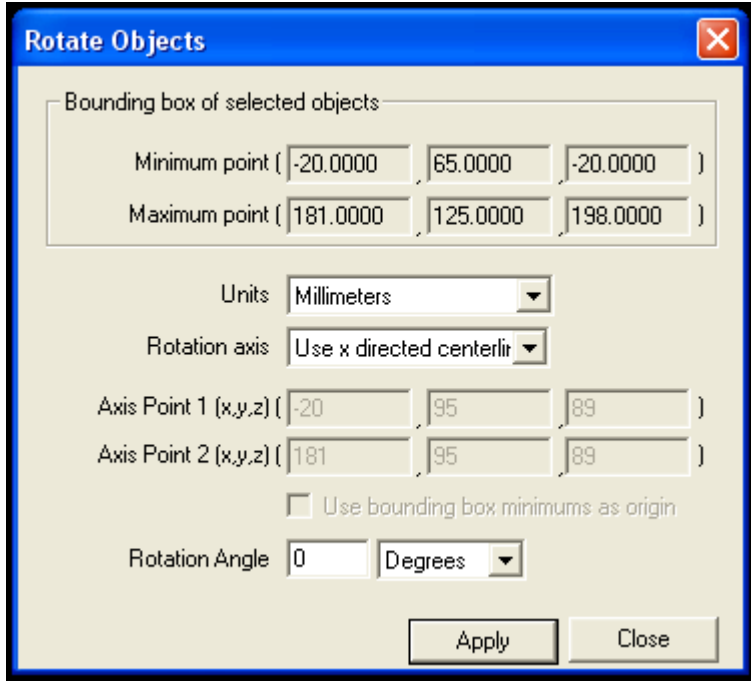 Rotate Objects
Bounding box of selected objects
Minimum point ( -20.0000 , 65.0000 , -20.0000 )
Maximum point ( 181.0000 , 125.0000 , 198.0000 )
Units Millimeters
Rotation axis Use x directed centerlin
Axis Point 1 (x,y,z) ( -20 , 95 , 89 )
Axis Point 2 (x,y,z) ( 181 , 95 , 89 )
Use bounding box minimums as origin
Rotation Angle 0 Degrees
Apply Close